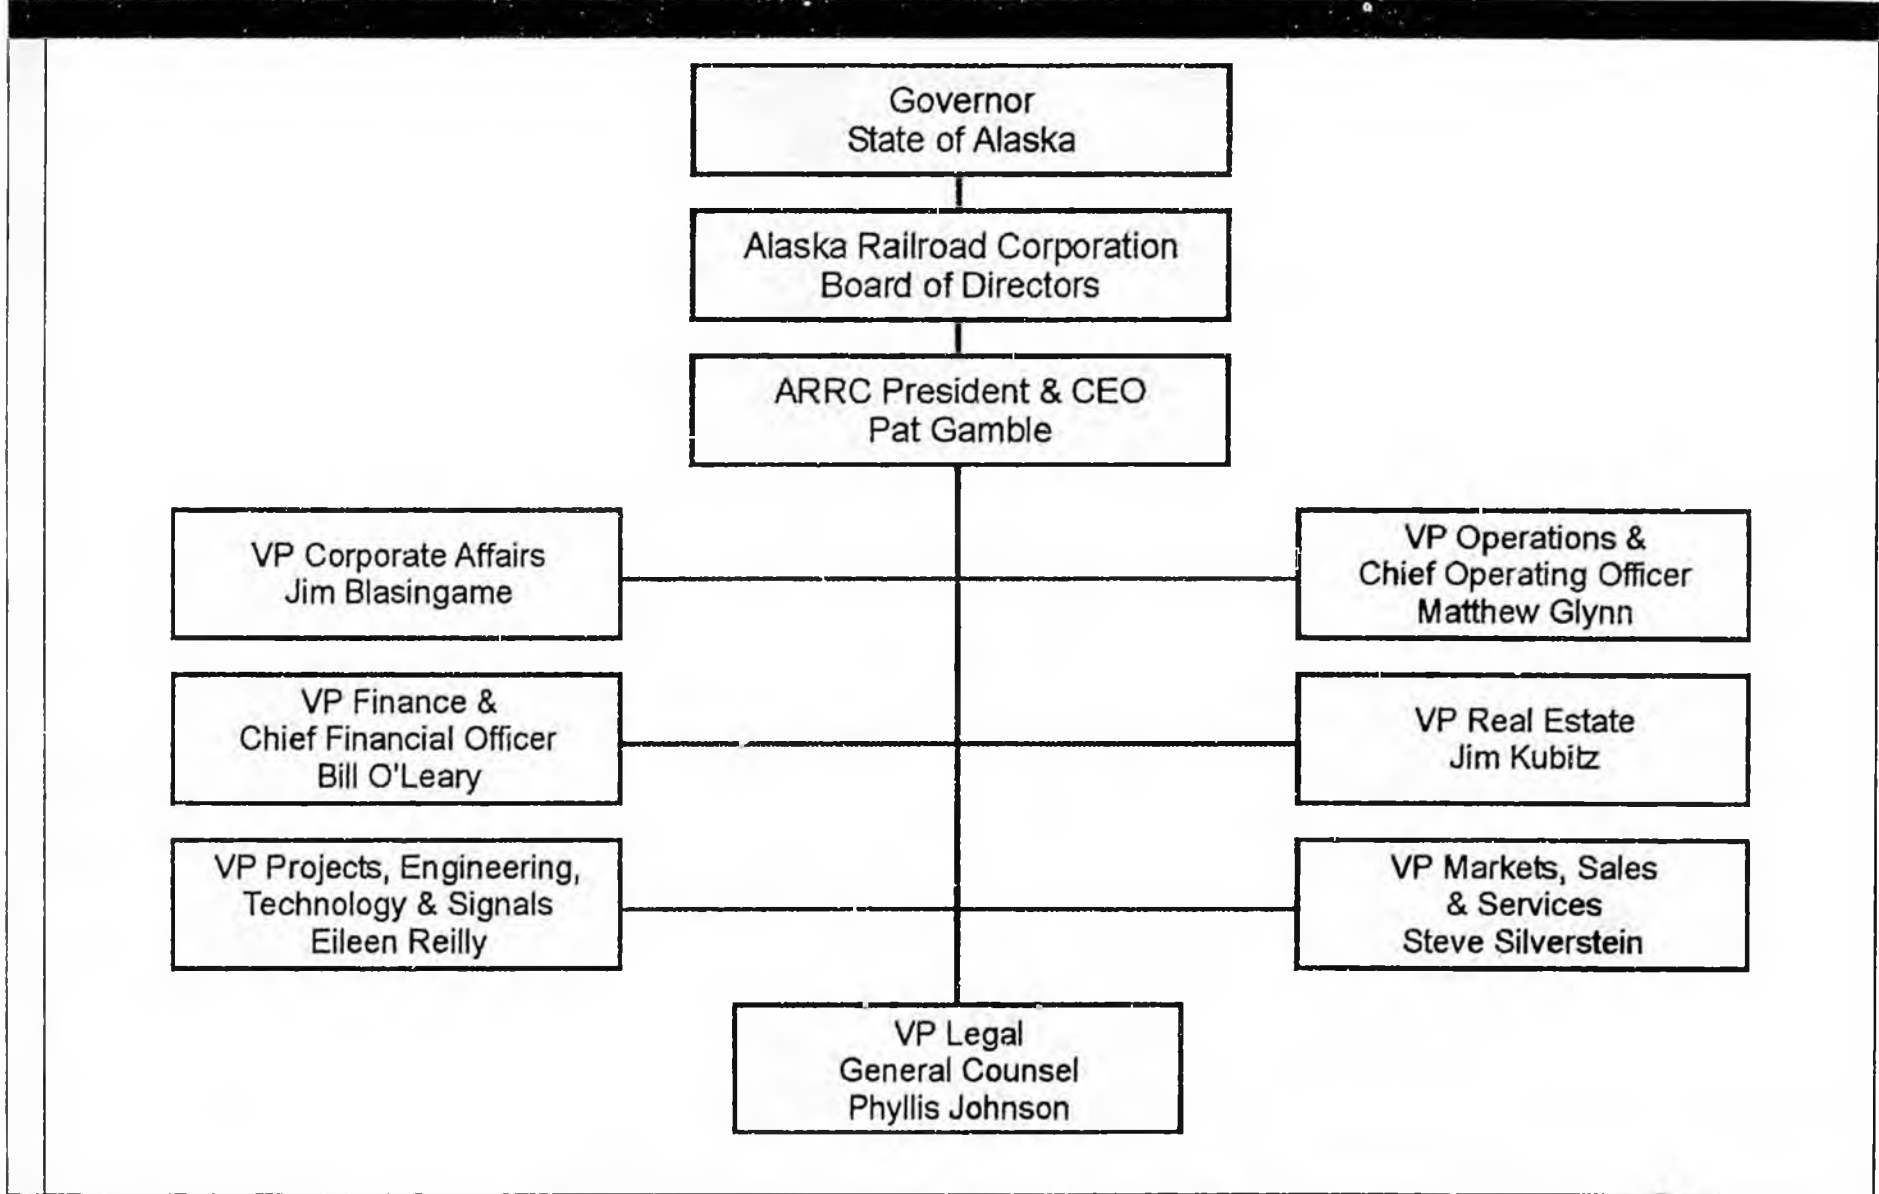 Governor
State of Alaska
Alaska Railroad Corporation
Board of Directors
ARRC President & CEO
Pat Gamble
VP Corporate Affairs
Jim Blasingame
VP Operations &
Chief Operating Officer
Matthew Glynn
VP Finance &
Chief Financial Officer
Bill O'Leary
VP Real Estate
Jim Kubitz
VP Projects, Engineering,
Technology & Signals
Eileen Reilly
VP Markets, Sales
& Services
Steve Silverstein
VP Legal
General Counsel
Phyllis Johnson